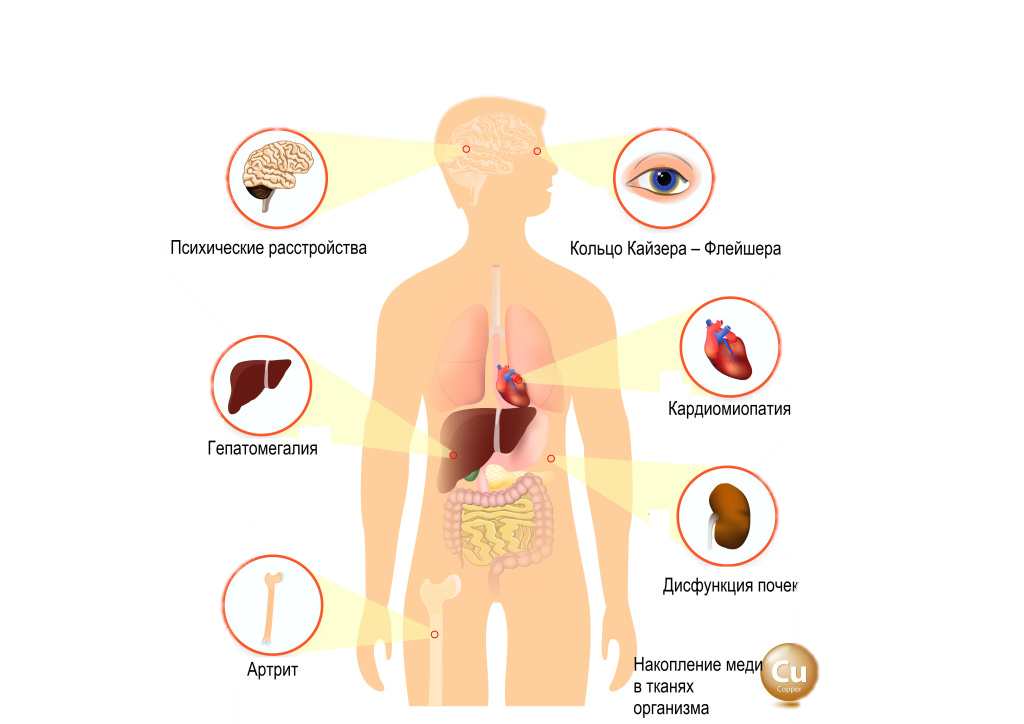 Психические расстройства
Кольцо Кайзера – Флейшера
Кардиомиопатия
Гепатомегалия
Дисфункция почек
Артрит
Накопление меди
в тканях
организма
Cu
Copper